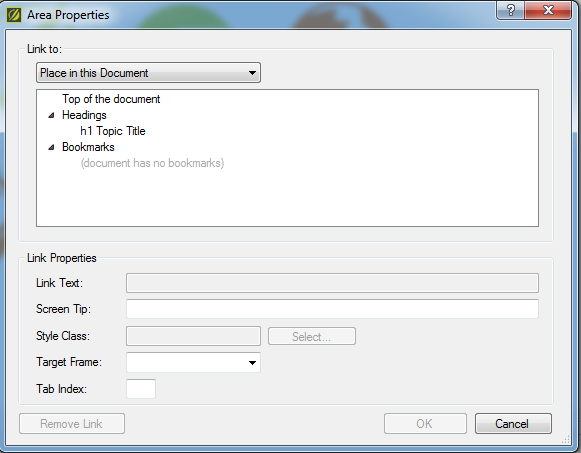 Area Properties
?
Link to:
Place in this Document
Top of the document
Headings
h1 Topic Title
Bookmarks
(document has no bookmarks)
Link Properties
Link Text:
Screen Tip:
Style Class:
Select...
Target Frame:
Tab Index:
Remove Link
OK
Cancel